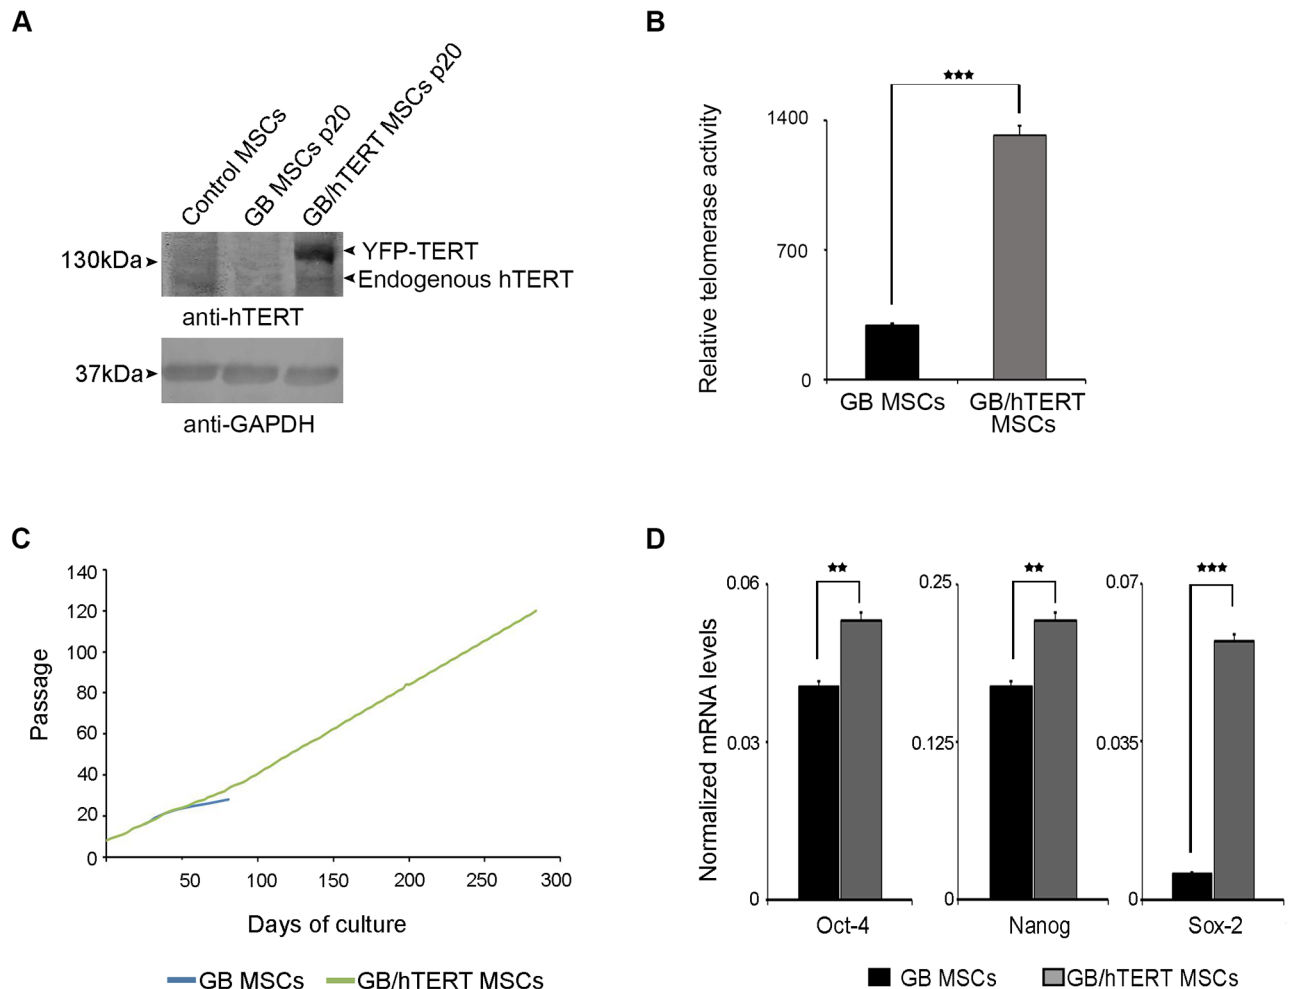 A
Control MSCs
GB MSCs p20
GB/hTERT MSCs p20
130kDa
YFP-TERT
Endogenous hTERT
anti-hTERT
37kDa
anti-GAPDH
B
★★★
Relative telomerase activity
1400
700
0
GB MSCs
GB/hTERT
MSCs
C
Passage
140
120
100
80
60
40
20
0
50 100 150 200 250 300
Days of culture
GB MSCs GB/hTERT MSCs
D
Normalized mRNA levels
0.06
0.03
0
★★
Oct-4
0.25
0.125
0
★★
Nanog
0.07
0.035
0
★★★
Sox-2
GB MSCs GB/hTERT MSCs